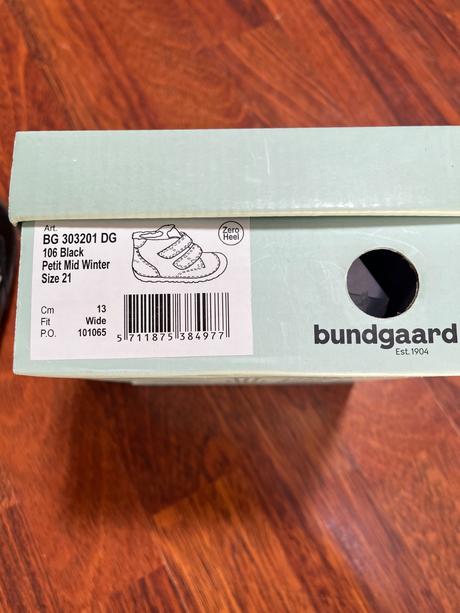 Art.
BG 303201 DG
106 Black
Petit Mid Winter
Size 21
Zero
Heel
Cm 13
Fit Wide
P.O. 101065
5 711875 384977
bundgaard
Est.1904